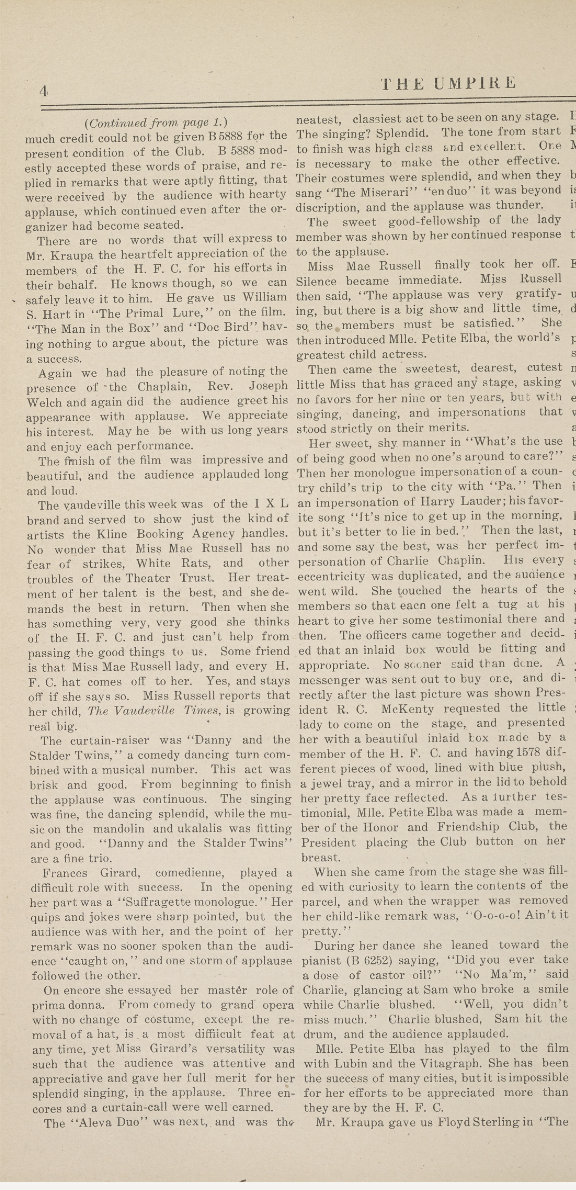 4
THE UMPIRE
(Continued from page 1.)
much credit could not be given B 5888 for the
present condition of the Club. B 5888 mod-
estly accepted these words of praise, and re-
plied in remarks that were aptly fitting, that
were received by the audience with hearty
applause, which continued even after the or-
ganizer had become seated.
There are no words that will express to
Mr. Kraupa the heartfelt appreciation of the
members of the H. F. C. for his efforts in
their behalf. He knows though, so we can
safely leave it to him. He gave us William
S. Hart in "The Primal Lure," on the film.
"The Man in the Box" and "Doc Bird" hav-
ing nothing to argue about, the picture was
a success.
Again we had the pleasure of noting the
presence of the Chaplain, Rev. Joseph
Welch and again did the audience greet his
appearance with applause. We appreciate
his interest. May he be with us long years
and enjoy each performance.
The finish of the film was impressive and
beautiful, and the audience applauded long
and loud.
The vaudeville this week was of the I X L
brand and served to show just the kind of
artists the Kline Booking Agency handles.
No wonder that Miss Mae Russell has no
fear of strikes, White Rats, and other
troubles of the Theater Trust. Her treat-
ment of her talent is the best, and she de-
mands the best in return. Then when she
has something very, very good she thinks
of the H. F. C. and just can't help from
passing the good things to us. Some friend
is that Miss Mae Russell lady, and every H.
F. C. hat comes off to her. Yes, and stays
off if she says so. Miss Russell reports that
her child, The Vaudeville Times, is growing
real big.
The curtain-raiser was "Danny and the
Stalder Twins," a comedy dancing turn com-
bined with a musical number. This act was
brisk and good. From beginning to finish
the applause was continuous. The singing
was fine, the dancing splendid, while the mu-
sic on the mandolin and ukalalis was fitting
and good. "Danny and the Stalder Twins"
are a fine trio.
Frances Girard, comedienne, played a
difficult role with success. In the opening
her part was a "Suffragette monologue." Her
quips and jokes were sharp pointed, but the
audience was with her, and the point of her
remark was no sooner spoken than the audi-
ence "caught on," and one storm of applause
followed the other.
On encore she essayed her master role of
prima donna. From comedy to grand opera
with no change of costume, except the re-
moval of a hat, is a most difficult feat at
any time, yet Miss Girard's versatility was
such that the audience was attentive and
appreciative and gave her full merit for her
splendid singing, in the applause. Three en-
cores and a curtain-call were well earned.
The "Aleva Duo" was next, and was the
neatest, classiest act to be seen on any stage.
The singing? Splendid. The tone from start
to finish was high class and excellent. One
is necessary to make the other effective.
Their costumes were splendid, and when they
sang "The Miserari" "en duo" it was beyond
discription, and the applause was thunder.
The sweet good-fellowship of the lady
member was shown by her continued response
to the applause.
Miss Mae Russell finally took her off.
Silence became immediate. Miss Russell
then said, "The applause was very gratify-
ing, but there is a big show and little time,
so the members must be satisfied." She
then introduced Mlle. Petite Elba, the world's
greatest child actress.
Then came the sweetest, dearest, cutest
little Miss that has graced any stage, asking
no favors for her nine or ten years, but with
singing, dancing, and impersonations that
stood strictly on their merits.
Her sweet, shy manner in "What's the use
of being good when no one's around to care?"
Then her monologue impersonation of a coun-
try child's trip to the city with "Pa." Then
an impersonation of Harry Lauder; his favor-
ite song "It's nice to get up in the morning,
but it's better to lie in bed." Then the last,
and some say the best, was her perfect im-
personation of Charlie Chaplin. His every
eccentricity was duplicated, and the audience
went wild. She touched the hearts of the
members so that each one felt a tug at his
heart to give her some testimonial there and
then. The officers came together and decid-
ed that an inlaid box would be fitting and
appropriate. No sooner said than done. A
messenger was sent out to buy one, and di-
rectly after the last picture was shown Pres-
ident R. C. McKenty requested the little
lady to come on the stage, and presented
her with a beautiful inlaid box made by a
member of the H. F. C. and having 1578 dif-
ferent pieces of wood, lined with blue plush,
a jewel tray, and a mirror in the lid to behold
her pretty face reflected. As a further tes-
timonial, Mlle. Petite Elba was made a mem-
ber of the Honor and Friendship Club, the
President placing the Club button on her
breast.
When she came from the stage she was fill-
ed with curiosity to learn the contents of the
parcel, and when the wrapper was removed
her child-like remark was, "O-o-o-o! Ain't it
pretty."
During her dance she leaned toward the
pianist (B 6252) saying, "Did you ever take
a dose of castor oil?" "No Ma'm," said
Charlie, glancing at Sam who broke a smile
while Charlie blushed. "Well, you didn't
miss much." Charlie blushed, Sam hit the
drum, and the audience applauded.
Mlle. Petite Elba has played to the film
with Lubin and the Vitagraph. She has been
the success of many cities, but it is impossible
for her efforts to be appreciated more than
they are by the H. F. C.
Mr. Kraupa gave us Floyd Sterling in "The